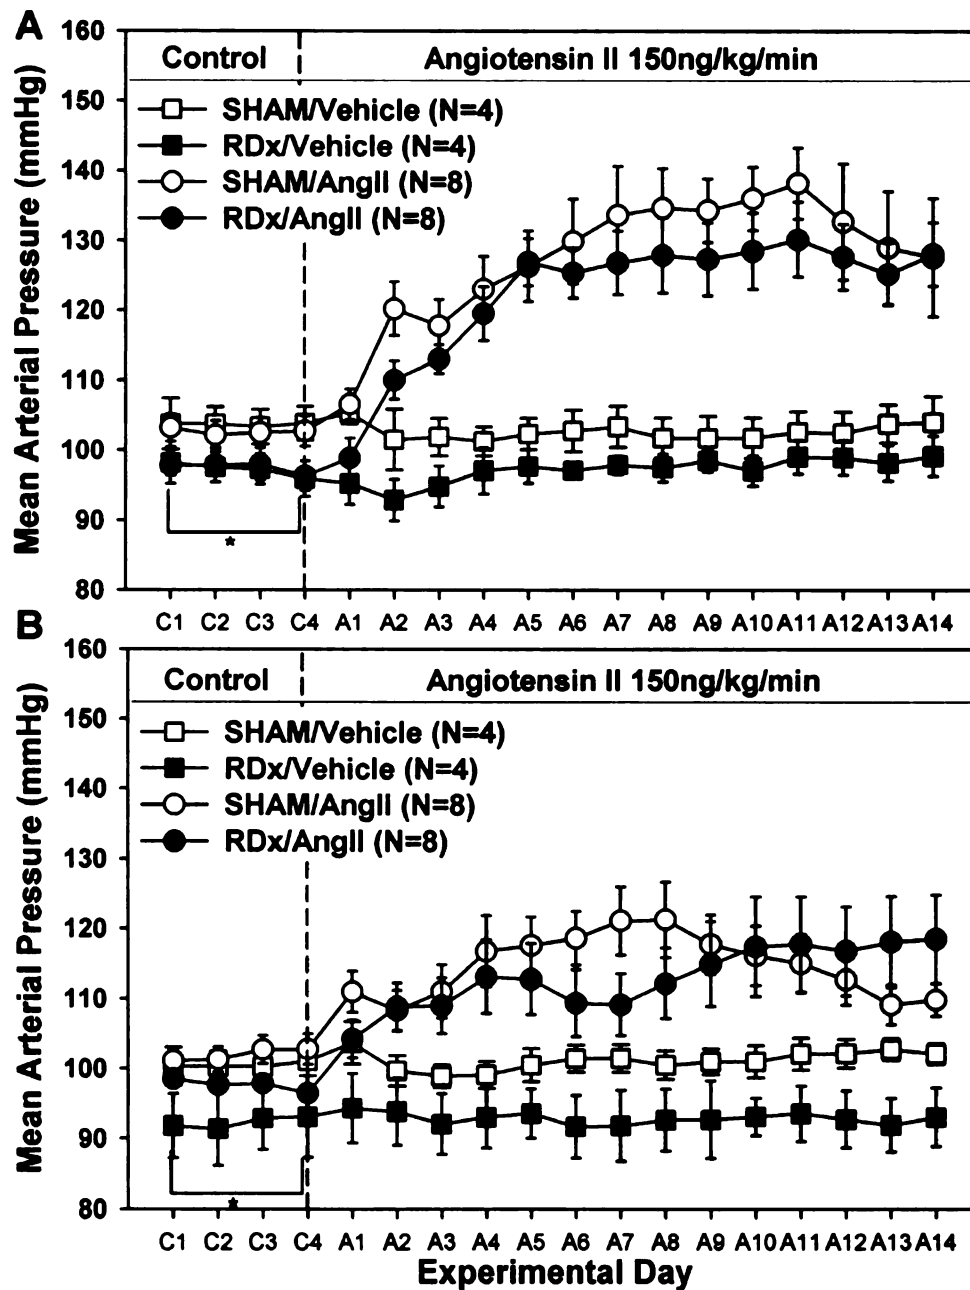 A
160
Control Angiotensin II 150ng/kg/min
150
SHAM/Vehicle (N=4)
RDx/Vehicle (N=4)
140
SHAM/AngII (N=8)
RDx/AngII (N=8)
130
120
110
100
90
80
Mean Arterial Pressure (mmHg)
*
C1 C2 C3 C4 A1 A2 A3 A4 A5 A6 A7 A8 A9 A10 A11 A12 A13 A14
B
160
Control Angiotensin II 150ng/kg/min
150
SHAM/Vehicle (N=4)
RDx/Vehicle (N=4)
140
SHAM/AngII (N=8)
RDx/AngII (N=8)
130
120
110
100
90
80
Mean Arterial Pressure (mmHg)
*
C1 C2 C3 C4 A1 A2 A3 A4 A5 A6 A7 A8 A9 A10 A11 A12 A13 A14
Experimental Day